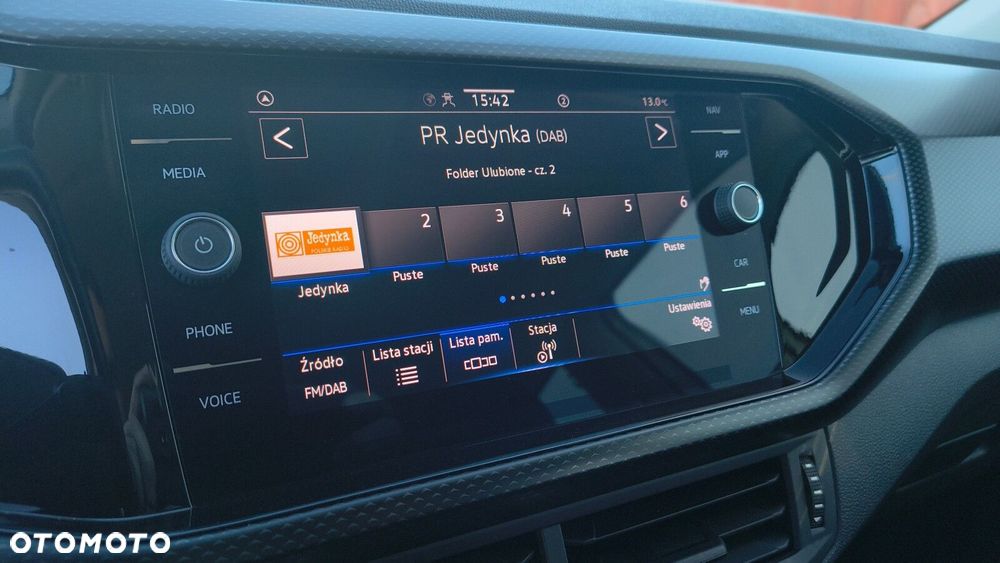 RADIO
MEDIA
PHONE
VOICE
15:42
2
13.0°C
PR Jedynka (DAB)
Folder Ulubione - cz. 2
Jedynka
POLSKIE RADIO
2
3
4
5
6
Jedynka
Puste
Puste
Puste
Puste
Puste
Ustawienia
Źródło
FM/DAB
Lista stacji
Lista pam.
Stacja
NAV
APP
CAR
MENU
OTOMOTO